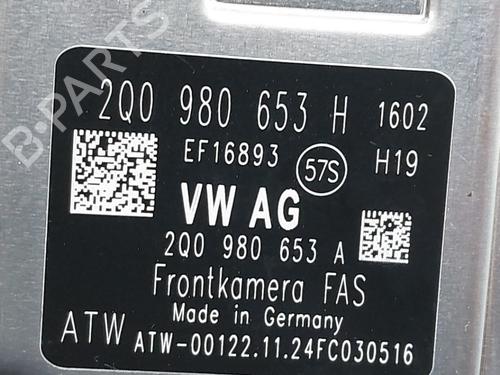 2Q0 980 653 H 1602
EF16893 57S H19
VW AG
2Q0 980 653 A
Frontkamera FAS
Made in Germany
ATW ATW-00122.11.24FC030516
B-PARTS